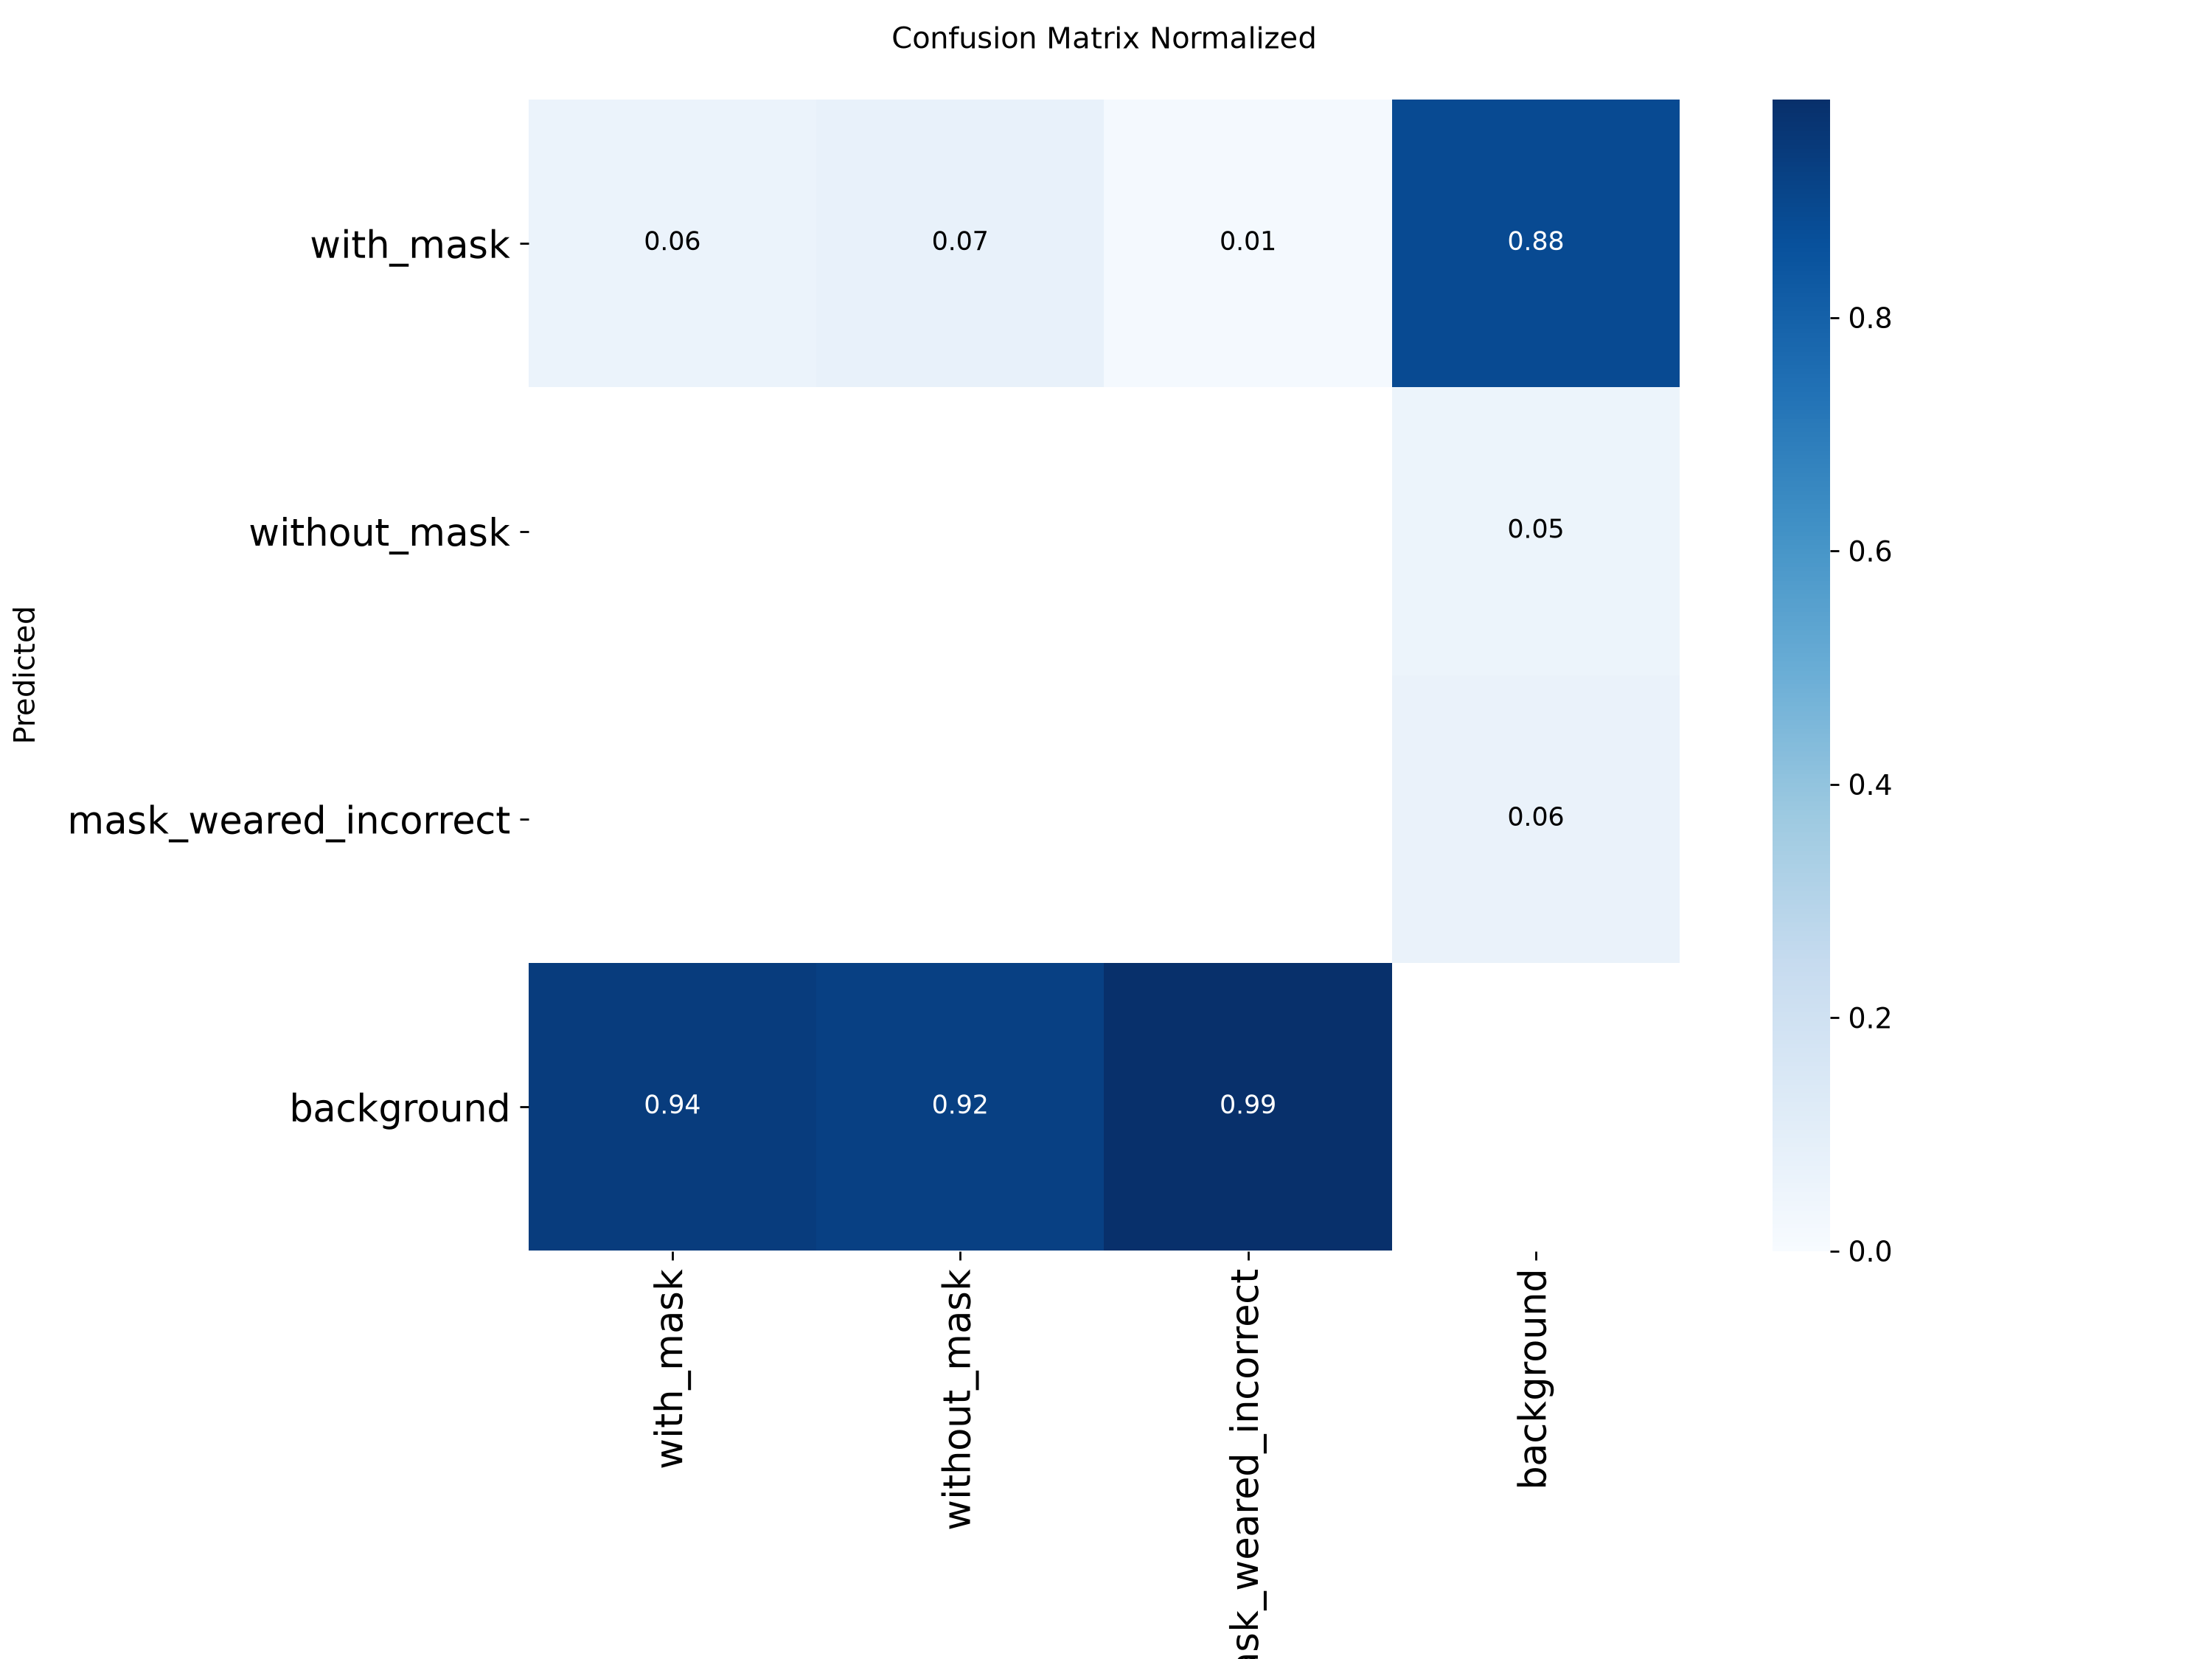 Confusion Matrix Normalized
Predicted
with_mask 0.06 0.07 0.01 0.88
without_mask 0.05
mask_weared_incorrect 0.06
background 0.94 0.92 0.99
with_mask
without_mask
ask_weared_incorrect
background
0.8
0.6
0.4
0.2
0.0